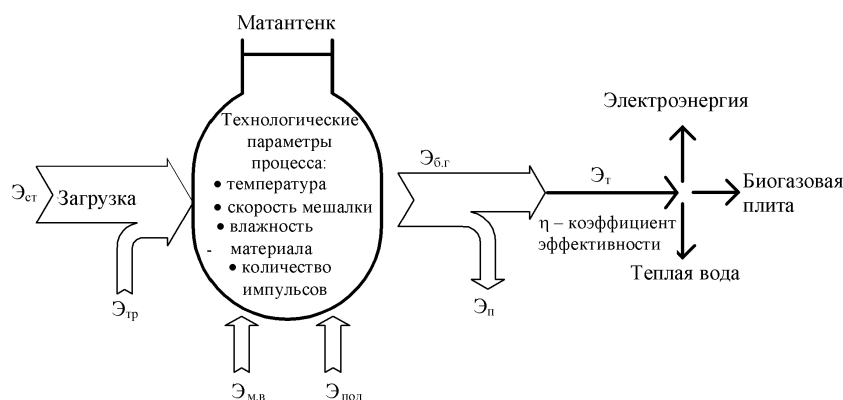 Матантенк
Технологические
параметры
процесса:
● температура
● скорость мешалки
● влажность
- материала
● количество
импульсов
Эст
Загрузка
Этр
Эм.в
Эпод
Эб.г
Эп
Эт
η – коэффициент
эффективности
Электроэнергия
Биогазовая
плита
Теплая вода